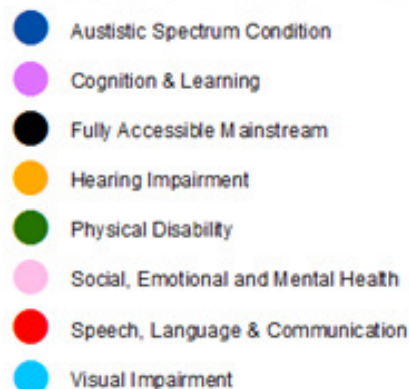 Austistic Spectrum Condition
Cognition & Learning
Fully Accessible Mainstream
Hearing Impairment
Physical Disability
Social, Emotional and Mental Health
Speech, Language & Communication
Visual Impairment